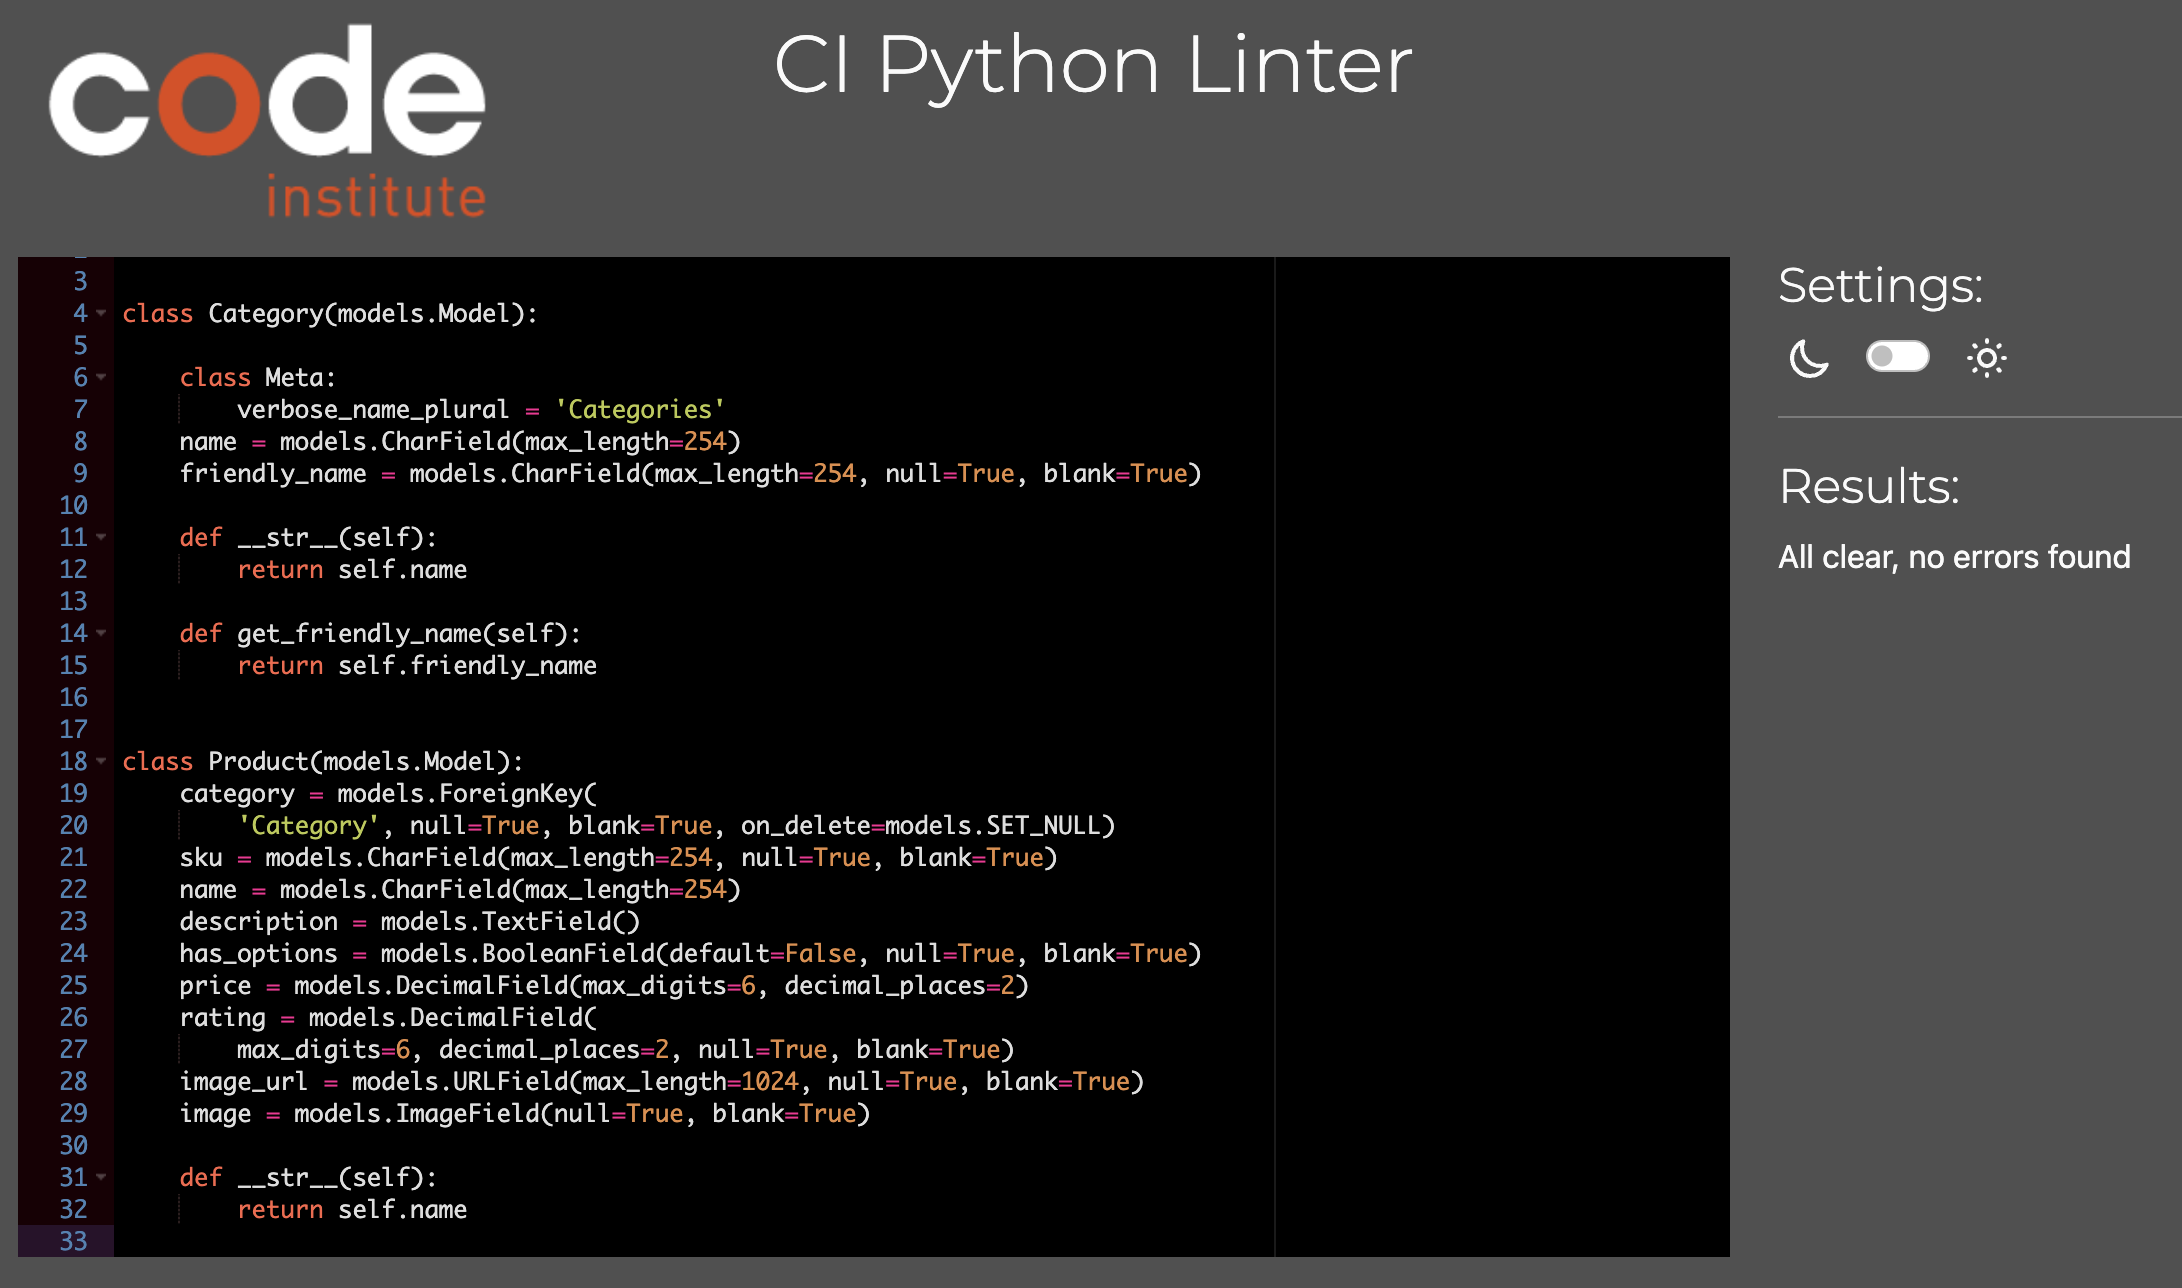 code
institute
CI Python Linter
3
4 class Category(models.Model):
5
6     class Meta:
7         verbose_name_plural = 'Categories'
8     name = models.CharField(max_length=254)
9     friendly_name = models.CharField(max_length=254, null=True, blank=True)
10
11     def __str__(self):
12         return self.name
13
14     def get_friendly_name(self):
15         return self.friendly_name
16
17
18 class Product(models.Model):
19     category = models.ForeignKey(
20         'Category', null=True, blank=True, on_delete=models.SET_NULL)
21     sku = models.CharField(max_length=254, null=True, blank=True)
22     name = models.CharField(max_length=254)
23     description = models.TextField()
24     has_options = models.BooleanField(default=False, null=True, blank=True)
25     price = models.DecimalField(max_digits=6, decimal_places=2)
26     rating = models.DecimalField(
27         max_digits=6, decimal_places=2, null=True, blank=True)
28     image_url = models.URLField(max_length=1024, null=True, blank=True)
29     image = models.ImageField(null=True, blank=True)
30
31     def __str__(self):
32         return self.name
33
Settings:
Results:
All clear, no errors found